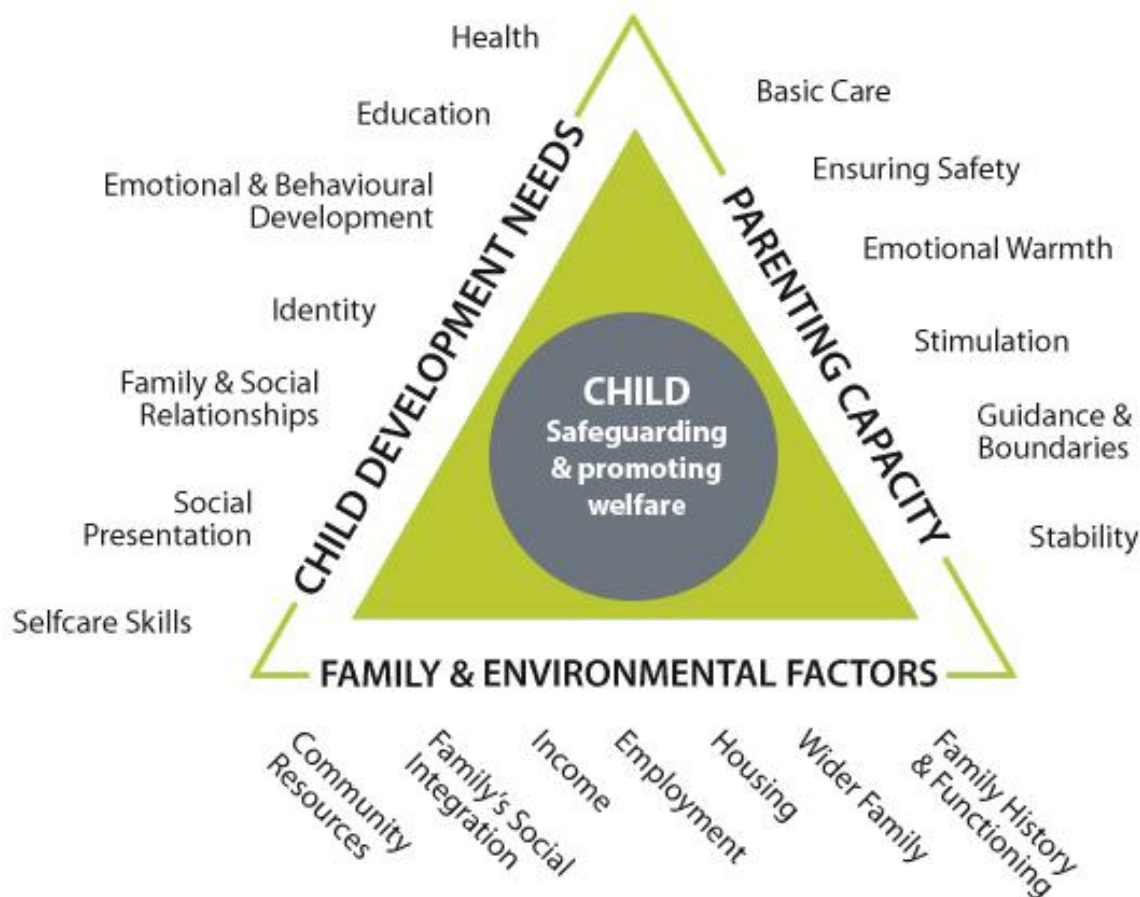 Health
Education
Emotional & Behavioural
Development
Identity
Family & Social
Relationships
Social
Presentation
Selfcare Skills
CHILD DEVELOPMENT NEEDS
CHILD
Safeguarding
& promoting
welfare
PARENTING CAPACITY
Basic Care
Ensuring Safety
Emotional Warmth
Stimulation
Guidance &
Boundaries
Stability
FAMILY & ENVIRONMENTAL FACTORS
Community
Resources
Family's Social
Integration
Income
Employment
Housing
Wider Family
Family History
& Functioning